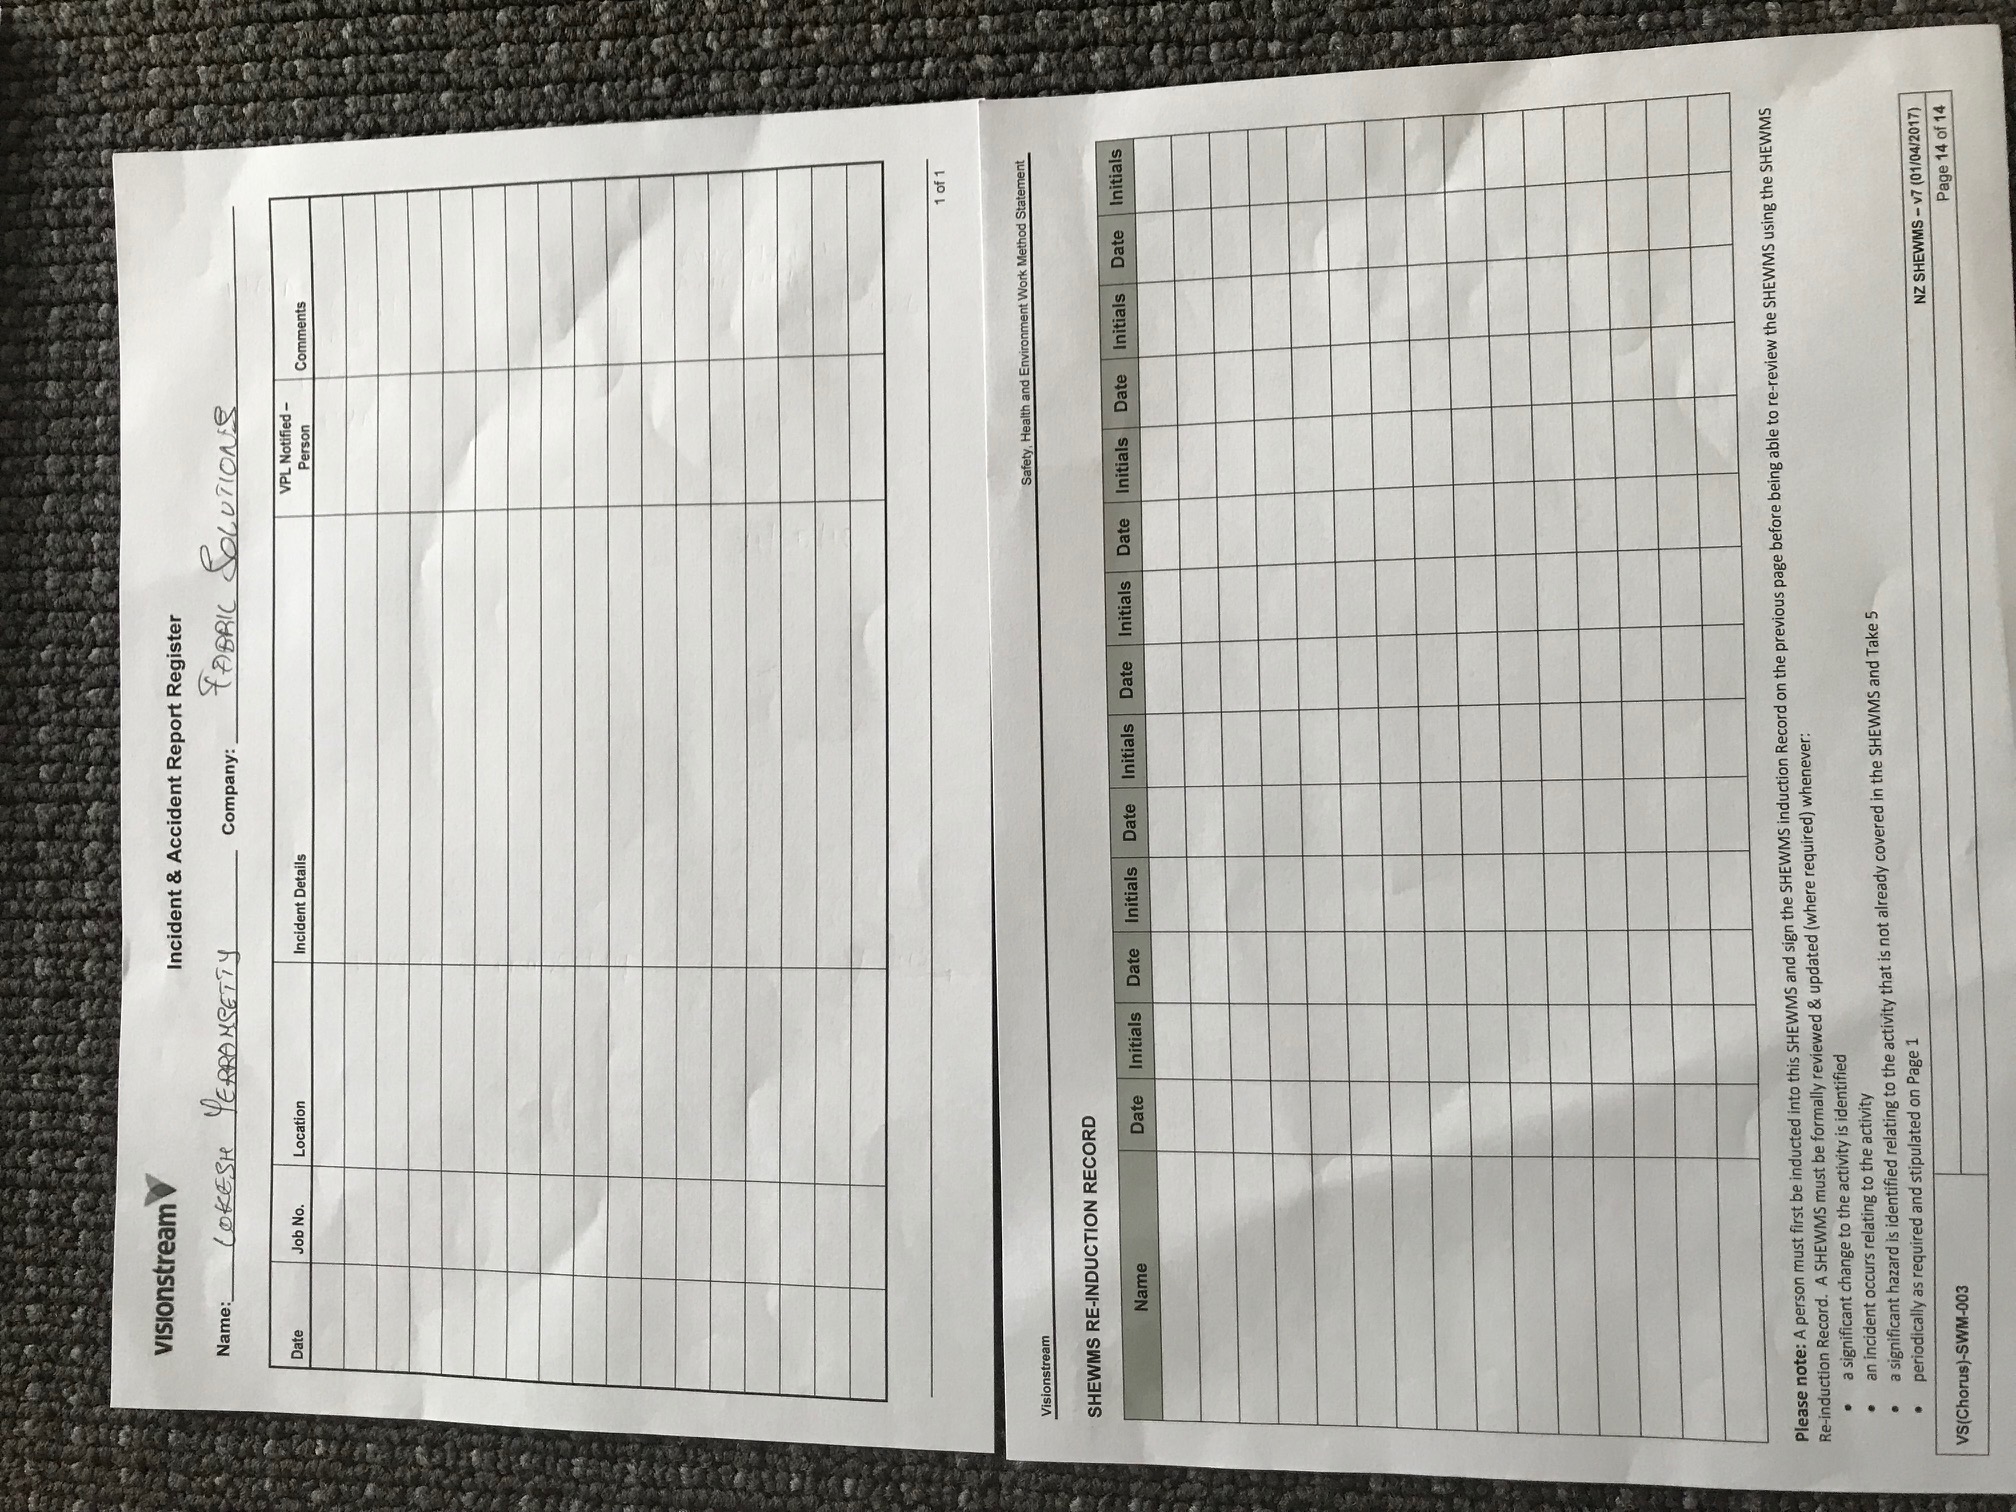 VISIONstream
Incident & Accident Report Register
Name: LOKESH YERRAMSETTY Company: FABRIC SOLUTIONS
Date Job No. Location Incident Details VPL Notified – Person Comments
1 of 1
Visionstream Safety, Health and Environment Work Method Statement
SHEWMS RE-INDUCTION RECORD
Name Date Initials Date Initials Date Initials Date Initials Date Initials Date Initials Date Initials
Please note: A person must first be inducted into this SHEWMS and sign the SHEWMS induction Record on the previous page before being able to re-review the SHEWMS using the SHEWMS
Re-induction Record. A SHEWMS must be formally reviewed & updated (where required) whenever:
• a significant change to the activity is identified
• an incident occurs relating to the activity
• a significant hazard is identified relating to the activity that is not already covered in the SHEWMS and Take 5
• periodically as required and stipulated on Page 1
NZ SHEWMS – v7 (01/04/2017)
VS(Chorus)-SWM-003 Page 14 of 14